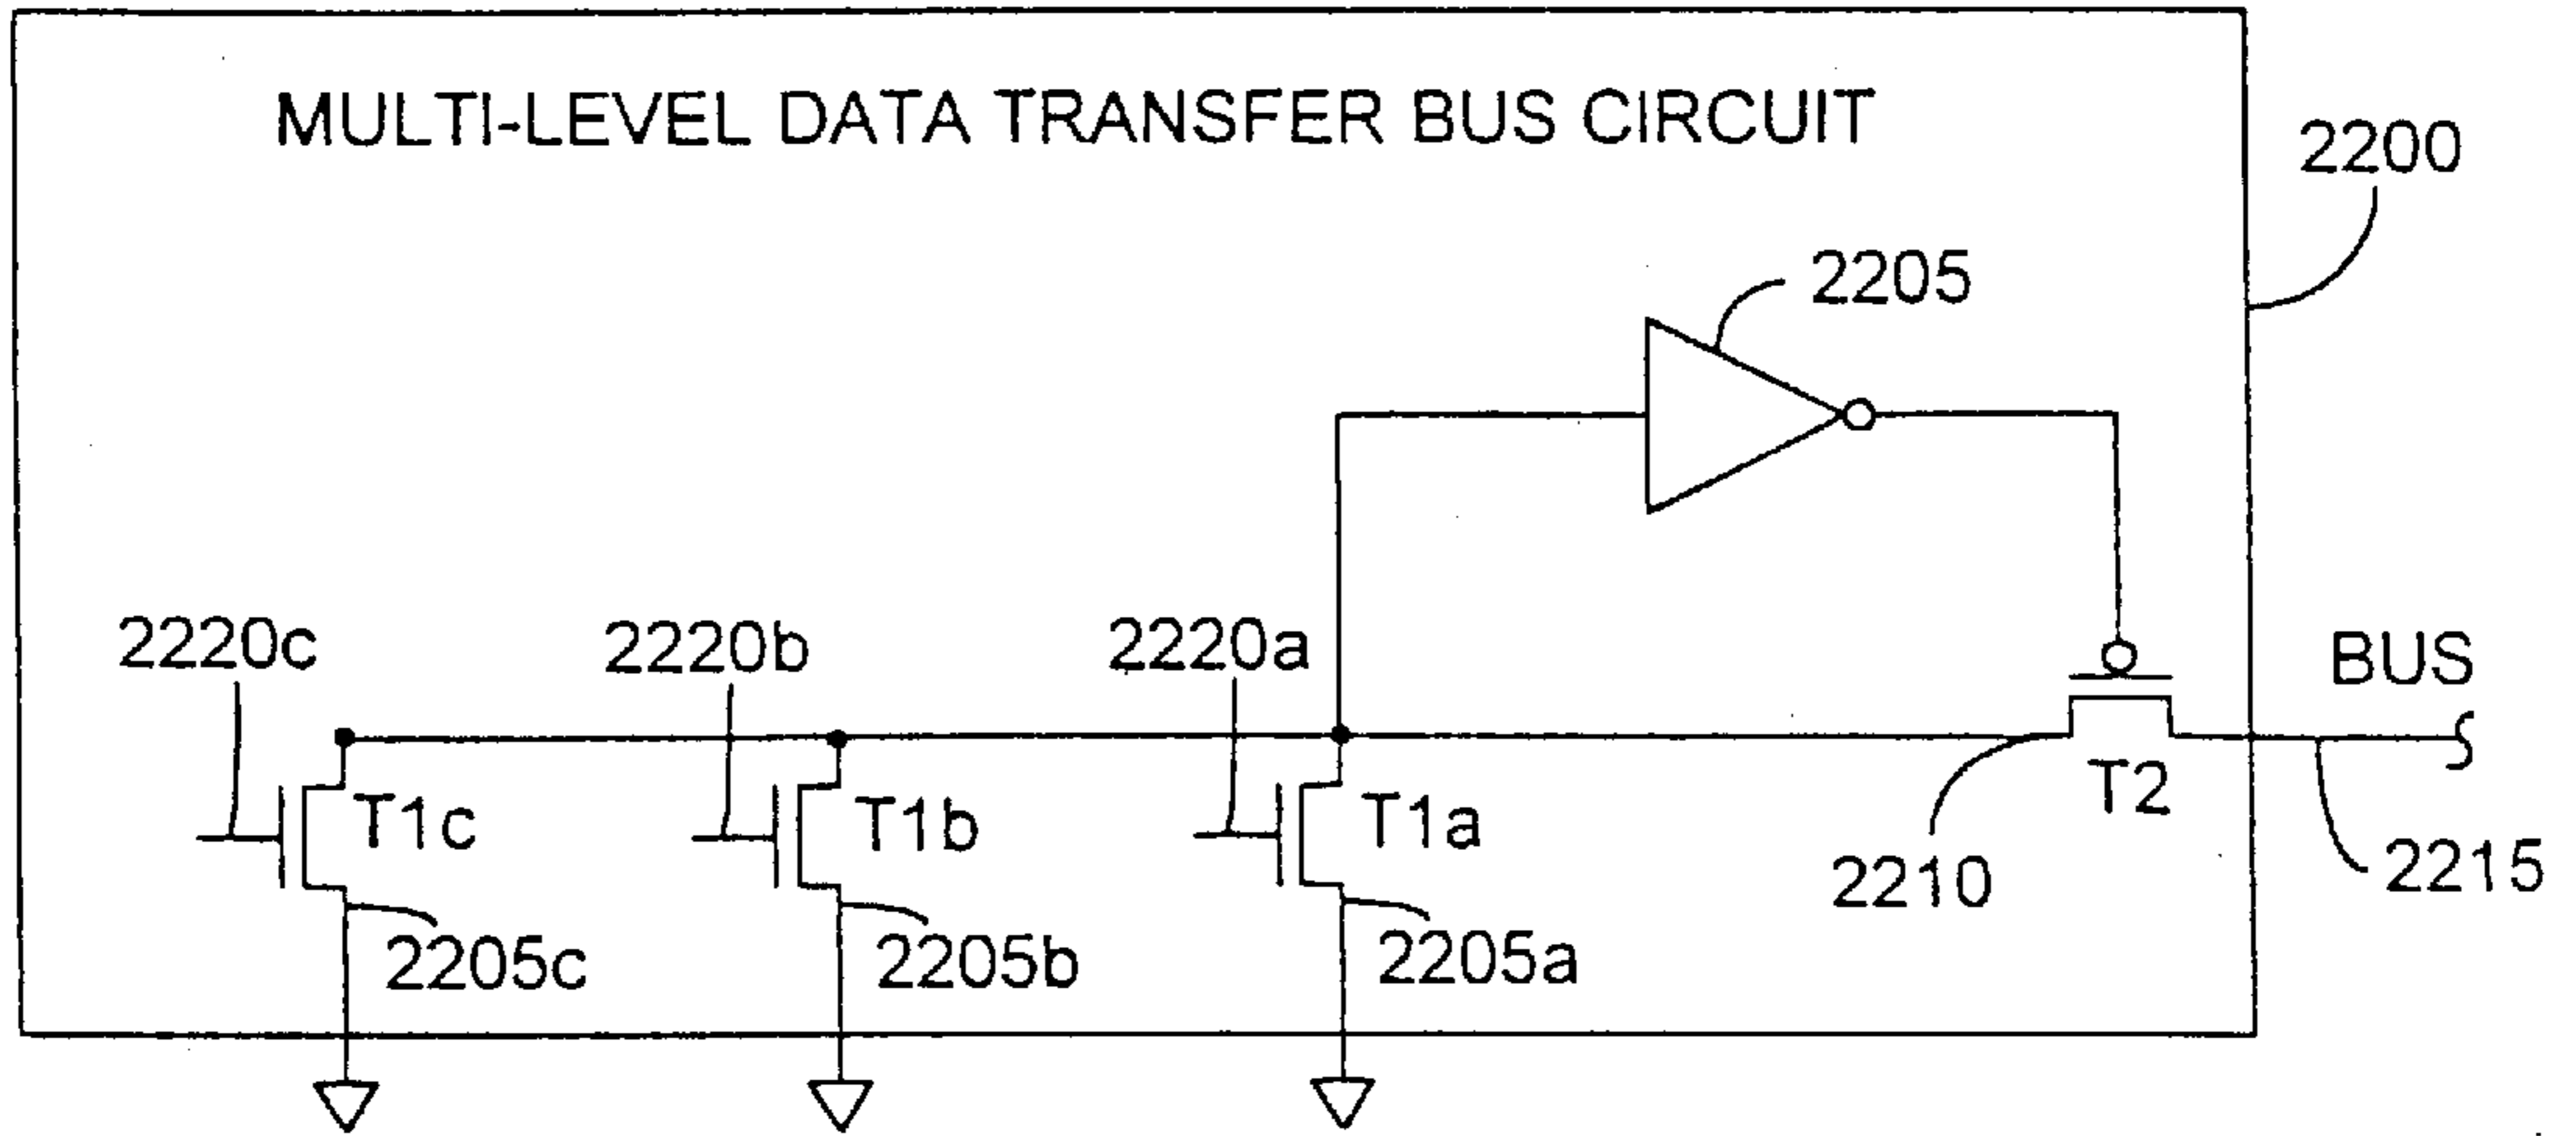 MULTI-LEVEL DATA TRANSFER BUS CIRCUIT
2200
2205
2220c
2220b
2220a
BUS
T1c
T1b
T1a
T2
2210
2215
2205c
2205b
2205a